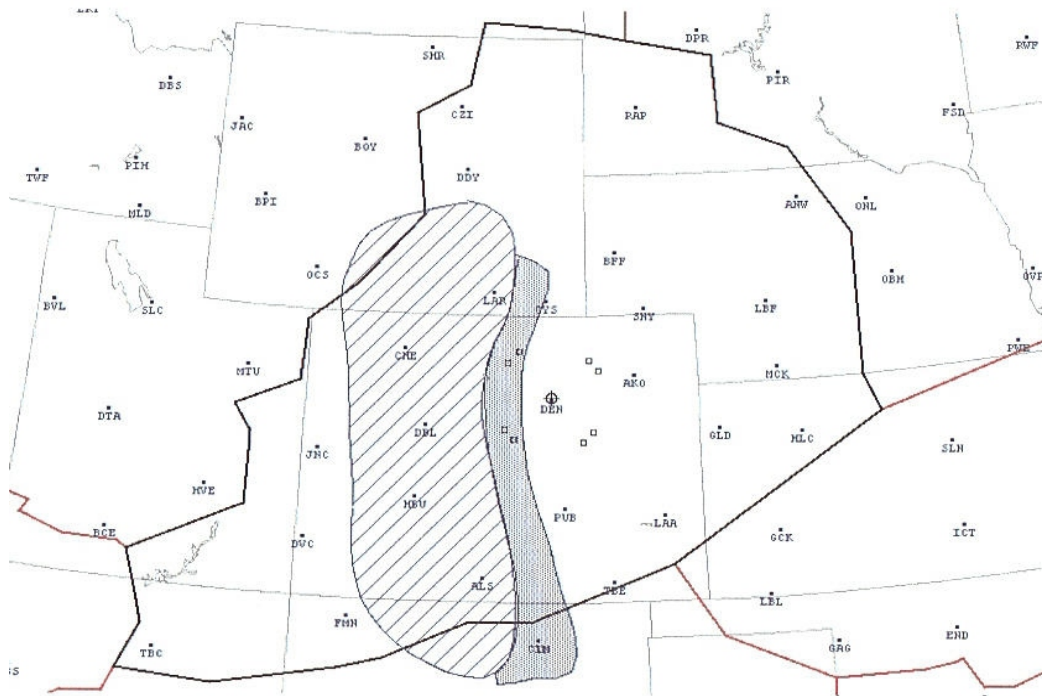 SHR
DPR
RWF
DBS
PIR
JAC
CZI
RAP
FSD
BOY
PIH
TWF
DDY
MLD
BPI
ANW
ONL
OCS
BFF
OBH
BVL
SLC
LAR
CYS
SNY
LBF
CHE
PWE
MTU
AKO
MCK
DTA
DEN
DBL
GLD
HLC
SLN
JNC
HVE
HBU
PUB
LAA
BCE
DVC
GCK
ICT
ALS
TBE
LBL
FMN
TBC
CIM
GAG
END